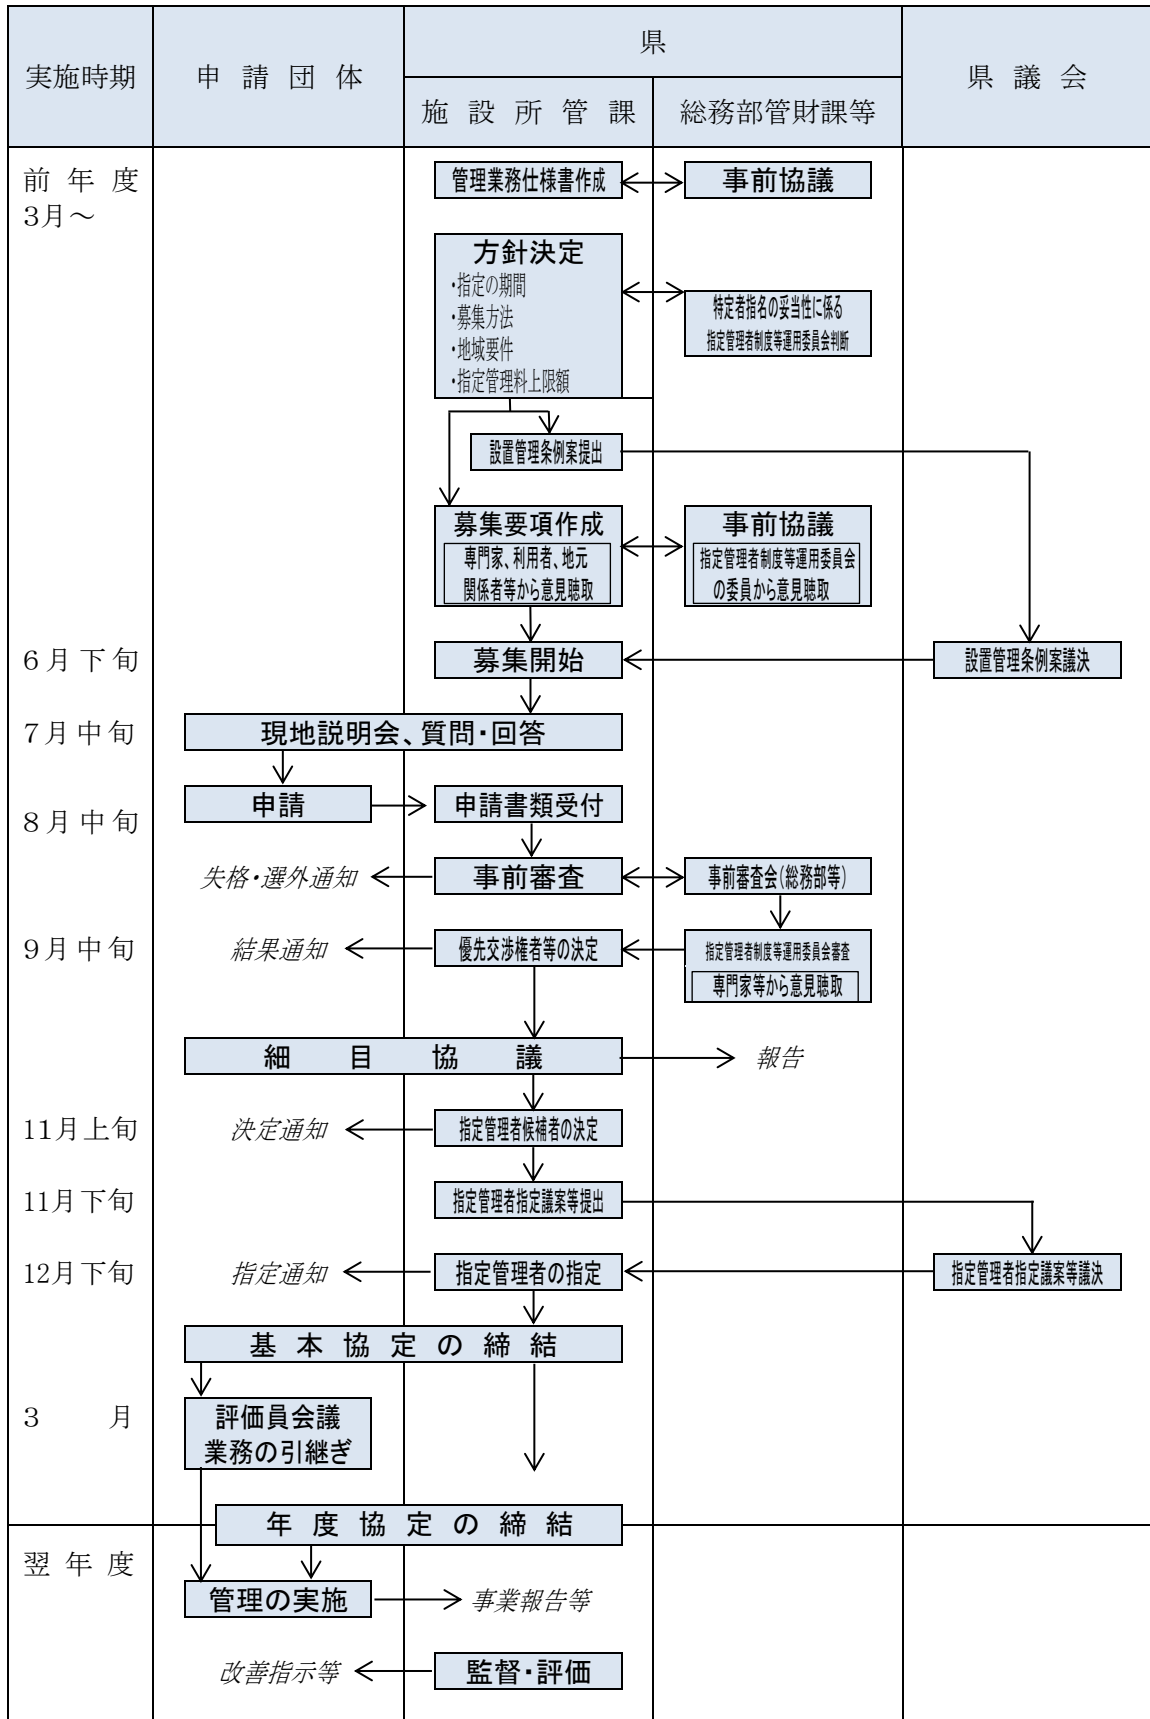 実施時期
申請団体
県
県議会
施設所管課
総務部管財課等
前年度
3月～
管理業務仕様書作成
事前協議
方針決定
・指定の期間
・募集方法
・地域要件
・指定管理料上限額
特定者指名の妥当性に係る
指定管理者制度等運用委員会判断
設置管理条例案提出
募集要項作成
専門家、利用者、地元
関係者等から意見聴取
事前協議
指定管理者制度等運用委員会
の委員から意見聴取
6月下旬
募集開始
設置管理条例案議決
7月中旬
現地説明会、質問・回答
8月中旬
申請
申請書類受付
失格・選外通知
事前審査
事前審査会(総務部等)
9月中旬
結果通知
優先交渉権者等の決定
指定管理者制度等運用委員会審査
専門家等から意見聴取
細目協議
報告
11月上旬
決定通知
指定管理者候補者の決定
11月下旬
指定管理者指定議案等提出
12月下旬
指定通知
指定管理者の指定
指定管理者指定議案等議決
基本協定の締結
3月
評価員会議
業務の引継ぎ
年度協定の締結
翌年度
管理の実施
事業報告等
改善指示等
監督・評価